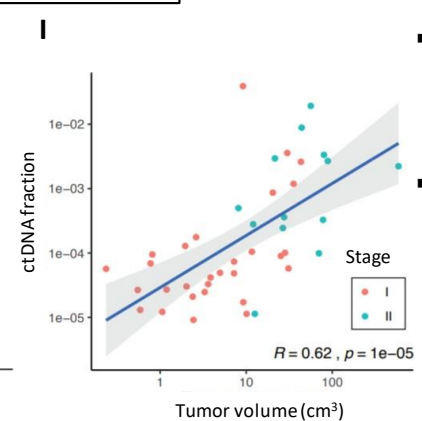 I
1e−02
1e−03
1e−04
1e−05
ctDNA fraction
Stage
I
II
R = 0.62 , p = 1e−05
1
10
100
Tumor volume (cm³)